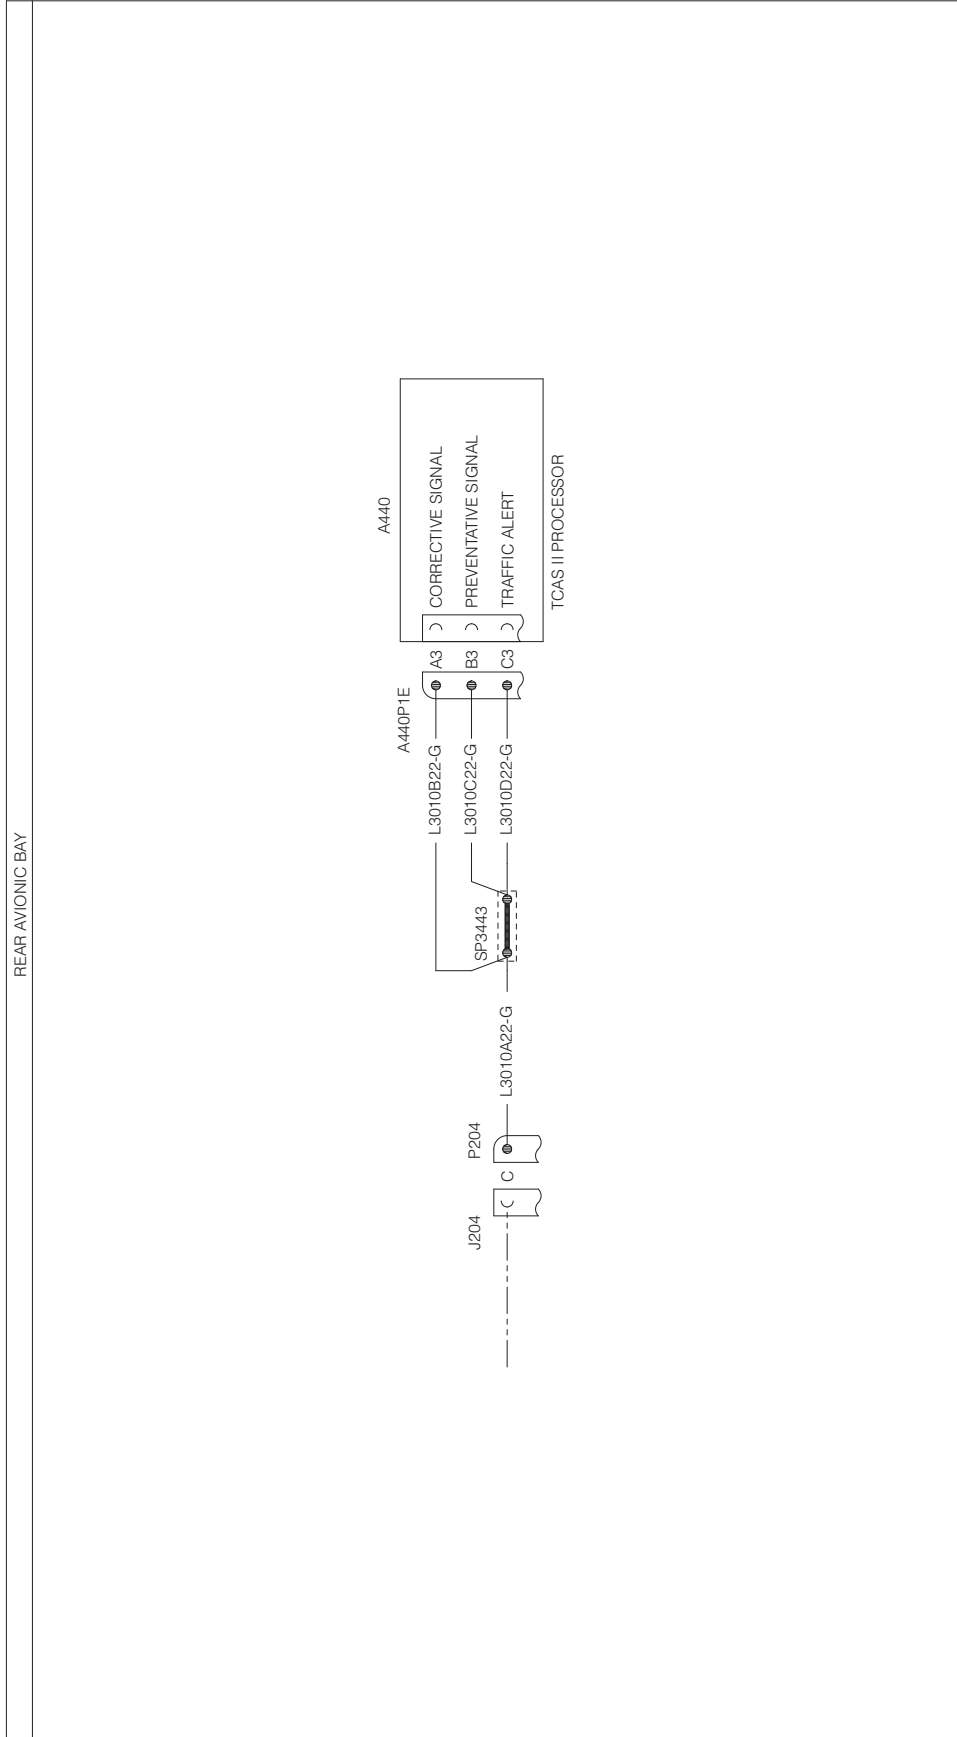 REAR AVIONIC BAY
A440
CORRECTIVE SIGNAL
PREVENTATIVE SIGNAL
TRAFFIC ALERT
TCAS II PROCESSOR
A440P1E
A3
B3
C3
L3010B22-G
L3010C22-G
L3010D22-G
SP3443
L3010A22-G
P204
C
J204